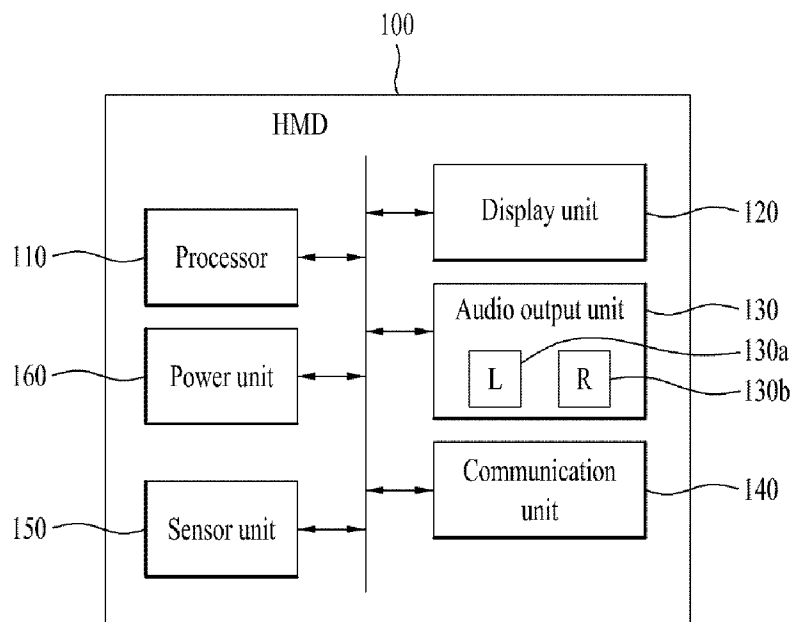 100
HMD
Display unit
120
110
Processor
Audio output unit
130
L
R
130a
130b
160
Power unit
Communication
unit
140
150
Sensor unit